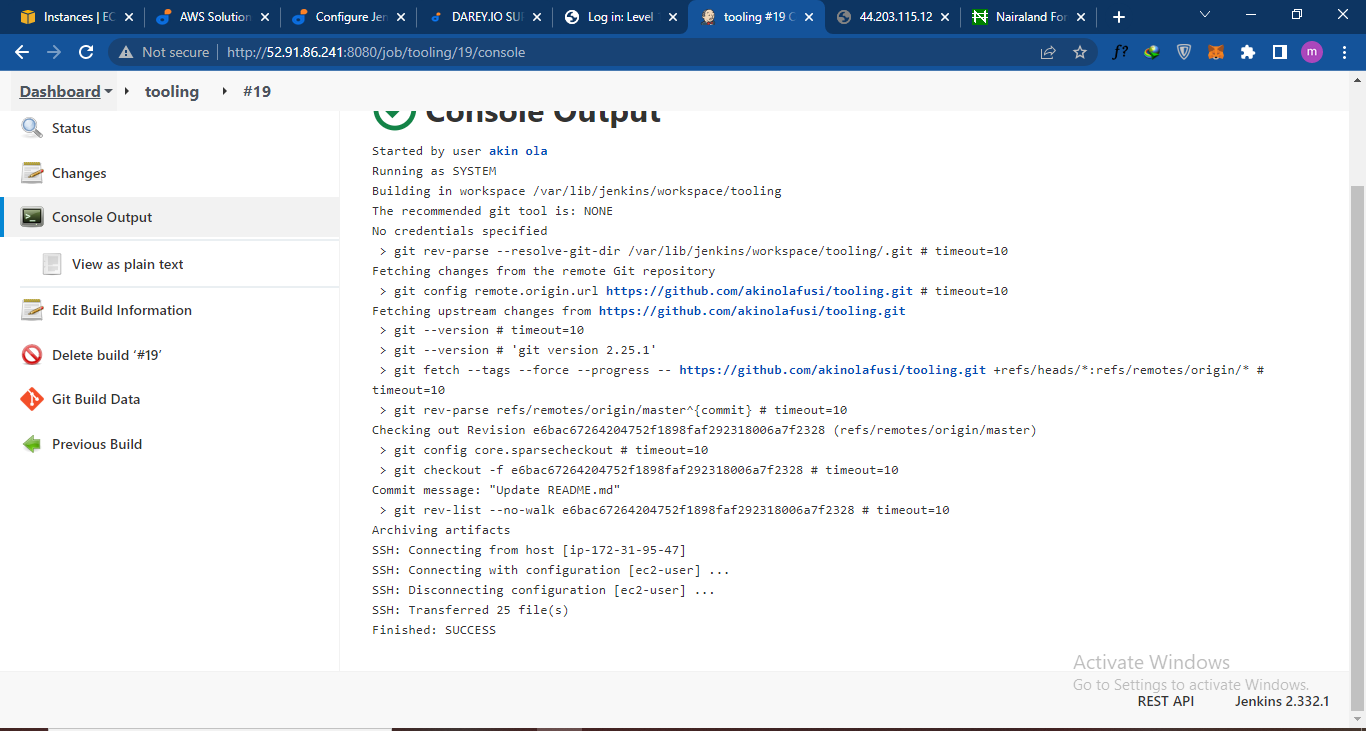 Instances | EC
AWS Solution
Configure Jen
DAREY.IO SU
Log in: Level
tooling #19 C
44.203.115.12
Nairaland For
Not secure | http://52.91.86.241:8080/job/tooling/19/console
f?
m
Dashboard tooling #19
Console Output
Status
Changes
Console Output
View as plain text
Edit Build Information
Delete build ‘#19’
Git Build Data
Previous Build
Started by user akin ola
Running as SYSTEM
Building in workspace /var/lib/jenkins/workspace/tooling
The recommended git tool is: NONE
No credentials specified
> git rev-parse --resolve-git-dir /var/lib/jenkins/workspace/tooling/.git # timeout=10
Fetching changes from the remote Git repository
> git config remote.origin.url https://github.com/akinolafusi/tooling.git # timeout=10
Fetching upstream changes from https://github.com/akinolafusi/tooling.git
> git --version # timeout=10
> git --version # 'git version 2.25.1'
> git fetch --tags --force --progress -- https://github.com/akinolafusi/tooling.git +refs/heads/*:refs/remotes/origin/* #
timeout=10
> git rev-parse refs/remotes/origin/master^{commit} # timeout=10
Checking out Revision e6bac67264204752f1898faf292318006a7f2328 (refs/remotes/origin/master)
> git config core.sparsecheckout # timeout=10
> git checkout -f e6bac67264204752f1898faf292318006a7f2328 # timeout=10
Commit message: "Update README.md"
> git rev-list --no-walk e6bac67264204752f1898faf292318006a7f2328 # timeout=10
Archiving artifacts
SSH: Connecting from host [ip-172-31-95-47]
SSH: Connecting with configuration [ec2-user] ...
SSH: Disconnecting configuration [ec2-user] ...
SSH: Transferred 25 file(s)
Finished: SUCCESS
Activate Windows
Go to Settings to activate Windows.
REST API Jenkins 2.332.1